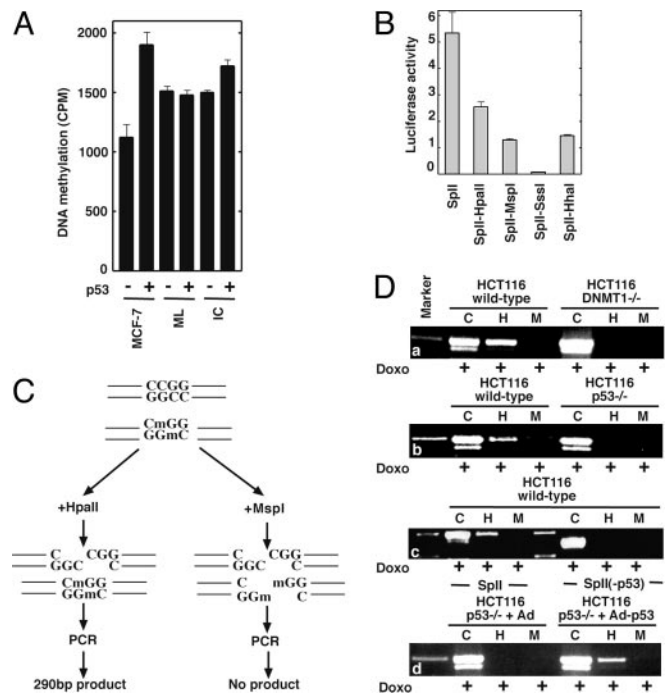 A
DNA methylation (CPM)
2000
1500
1000
500
0
p53 - + - + - +
MCF-7
ML
IC
B
Luciferase activity
6
5
4
3
2
1
0
SpII
SpII-HpaII
SpII-MspI
SpII-SssI
SpII-HhaI
C
CCGG
GGCC
CmGG
GGmC
+HpaII
+MspI
C CGG
GGC C
CmGG
GGmC
C CGG
GGC C
C mGG
GGm C
PCR
PCR
290bp product
No product
D
Marker
HCT116
wild-type
HCT116
DNMT1-/-
C H M C H M
a
Doxo + + + + + +
HCT116
wild-type
HCT116
p53-/-
b
Doxo + + + + + +
HCT116
wild-type
C H M C H M
c
Doxo + + + + + +
SpII
SpII(-p53)
HCT116
p53-/- + Ad
HCT116
p53-/- + Ad-p53
C H M C H M
d
Doxo + + + + + +